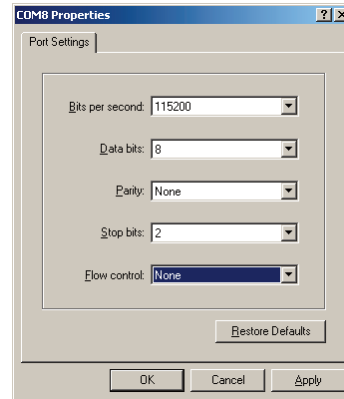 COM8 Properties
Port Settings
Bits per second: 115200
Data bits: 8
Parity: None
Stop bits: 2
Flow control: None
Restore Defaults
OK Cancel Apply